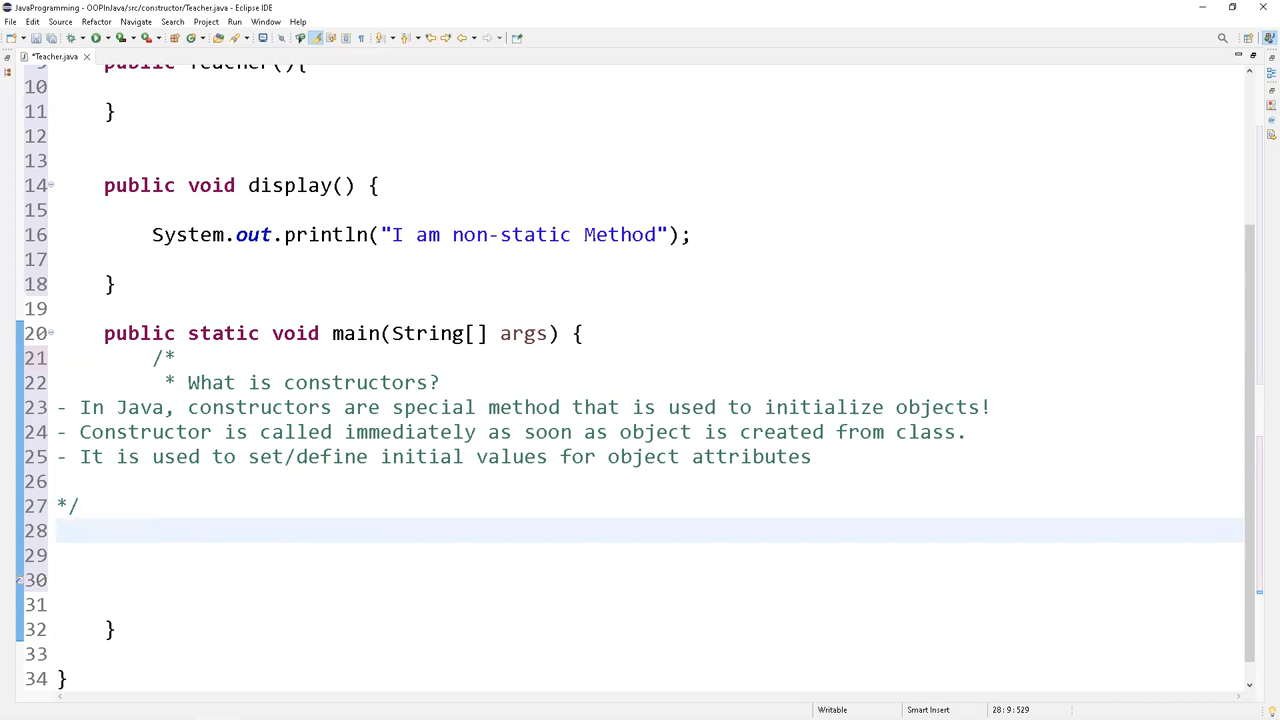 JavaProgramming - OOPInJava/src/constructor/Teacher.java - Eclipse IDE
File Edit Source Refactor Navigate Search Project Run Window Help
*Teacher.java
9 public Teacher(){
10
11 }
12
13
14 public void display() {
15
16 System.out.println("I am non-static Method");
17
18 }
19
20 public static void main(String[] args) {
21 /*
22 * What is constructors?
23 - In Java, constructors are special method that is used to initialize objects!
24 - Constructor is called immediately as soon as object is created from class.
25 - It is used to set/define initial values for object attributes
26
27 */
28
29
30
31
32 }
33
34 }
Writable Smart Insert 28:9:529